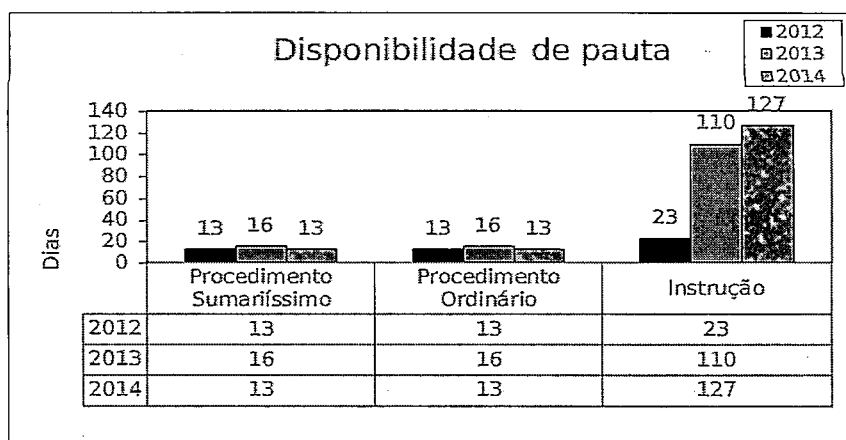 Disponibilidade de pauta
2012
2013
2014
Dias
140
120
100
80
60
40
20
0
13 16 13
13 16 13
23 110 127
Procedimento
Sumariíssimo
Procedimento
Ordinário
Instrução
2012 13 13 23
2013 16 16 110
2014 13 13 127